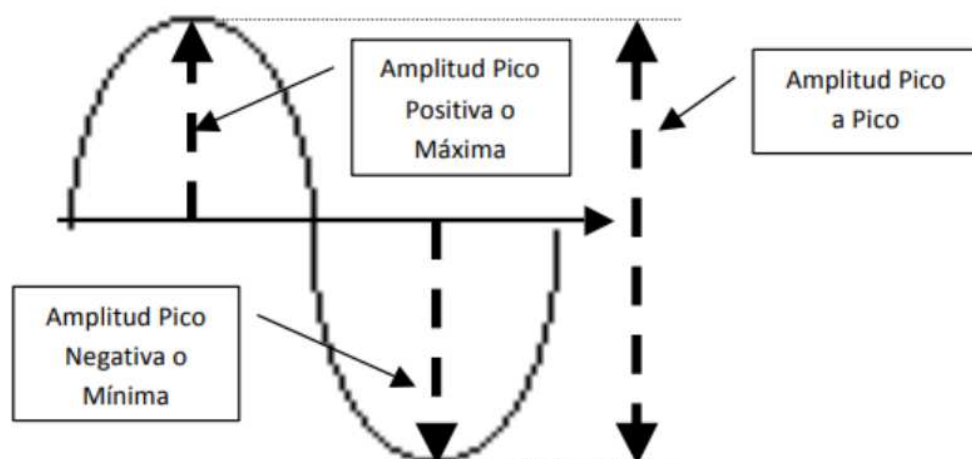 Amplitud Pico
Positiva o
Máxima
Amplitud Pico
a Pico
Amplitud Pico
Negativa o
Mínima